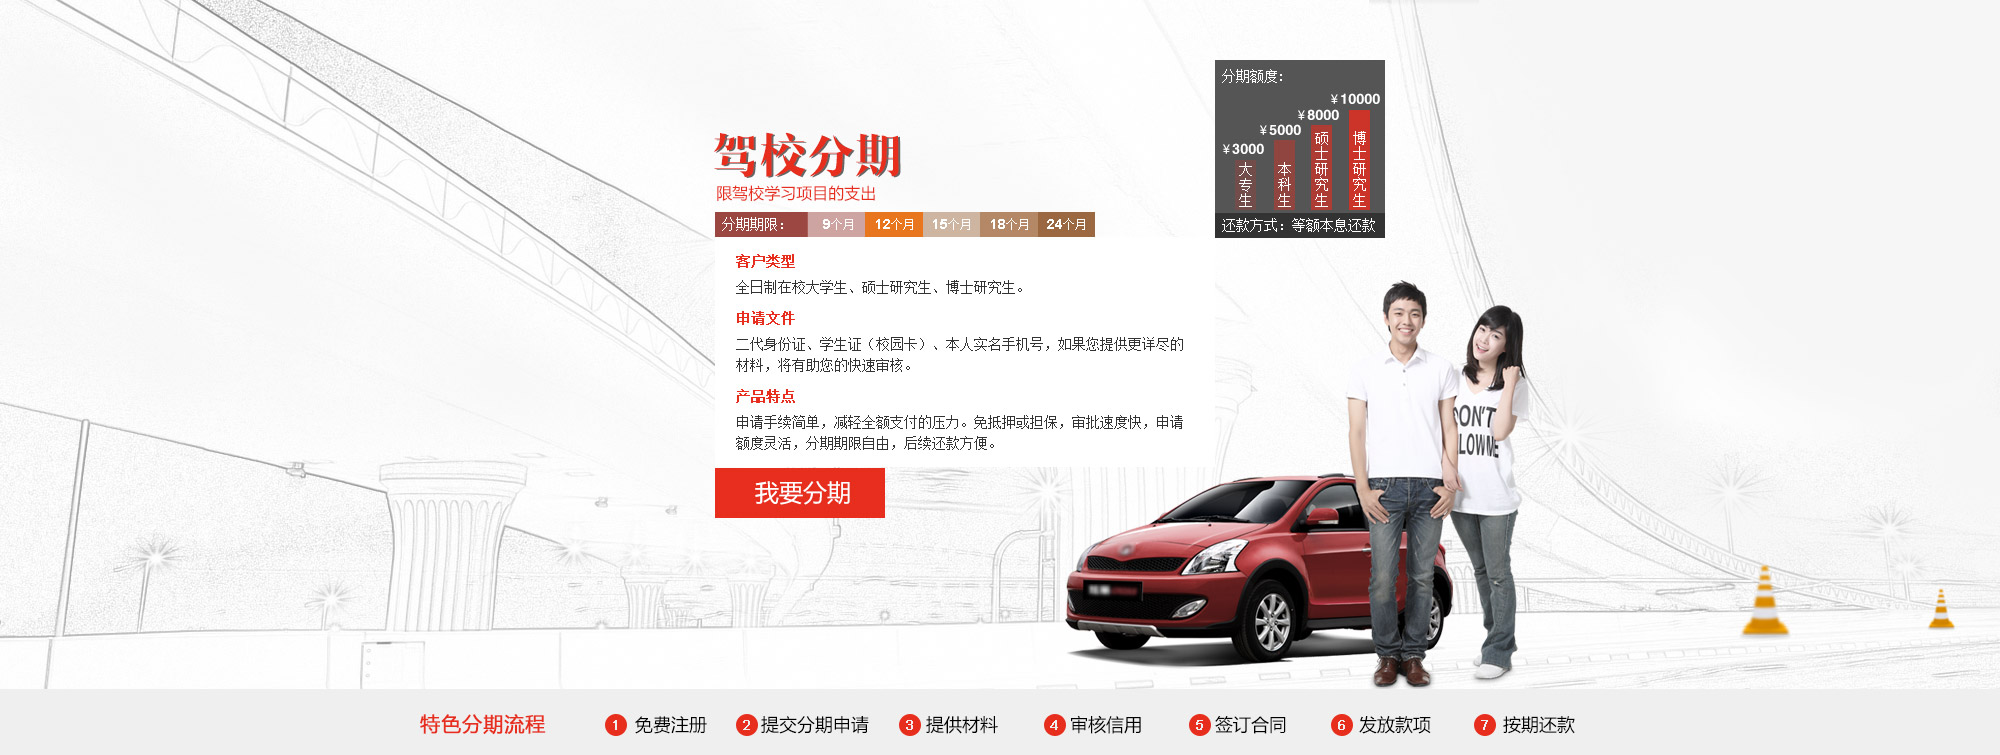 驾校分期
限驾校学习项目的支出
分期期限： 9个月 12个月 15个月 18个月 24个月
客户类型
全日制在校大学生、硕士研究生、博士研究生。
申请文件
二代身份证、学生证（校园卡）、本人实名手机号，如果您提供更详尽的
材料，将有助您的快速审核。
产品特点
申请手续简单，减轻全额支付的压力。免抵押或担保，审批速度快，申请
额度灵活，分期期限自由，后续还款方便。
我要分期
分期额度：
¥3000 大专生
¥5000 本科生
¥8000 硕士研究生
¥10000 博士研究生
还款方式：等额本息还款
DON'T
LLOWME
特色分期流程 1 免费注册 2 提交分期申请 3 提供材料 4 审核信用 5 签订合同 6 发放款项 7 按期还款